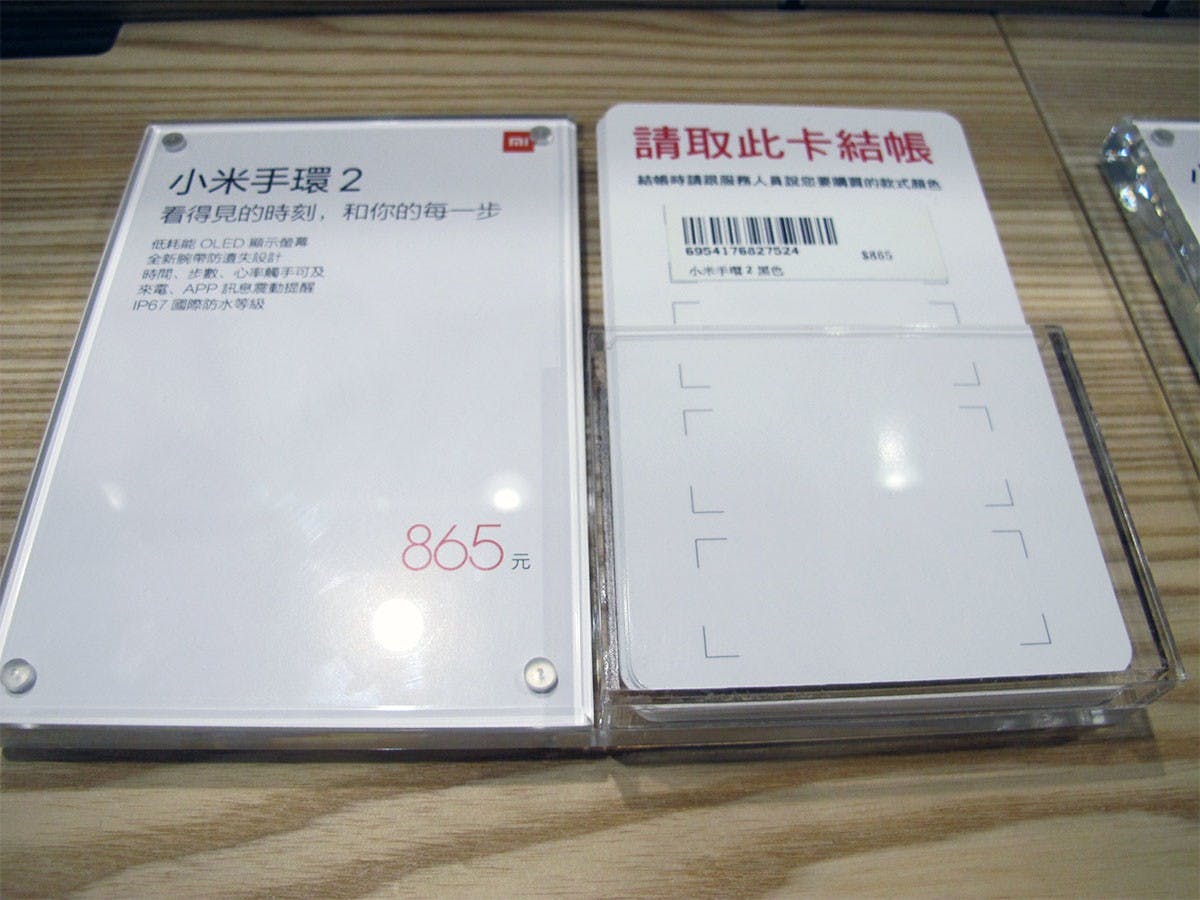 mi
小米手環 2
看得見的時刻，和你的每一步
低耗能 OLED 顯示螢幕
全新腕帶防遺失設計
時間、步數、心率觸手可及
來電、APP 訊息震動提醒
IP67 國際防水等級
865 元
請取此卡結帳
結帳時請跟服務人員說您要購買的款式顏色
6954176827524
$865
小米手環 2 黑色